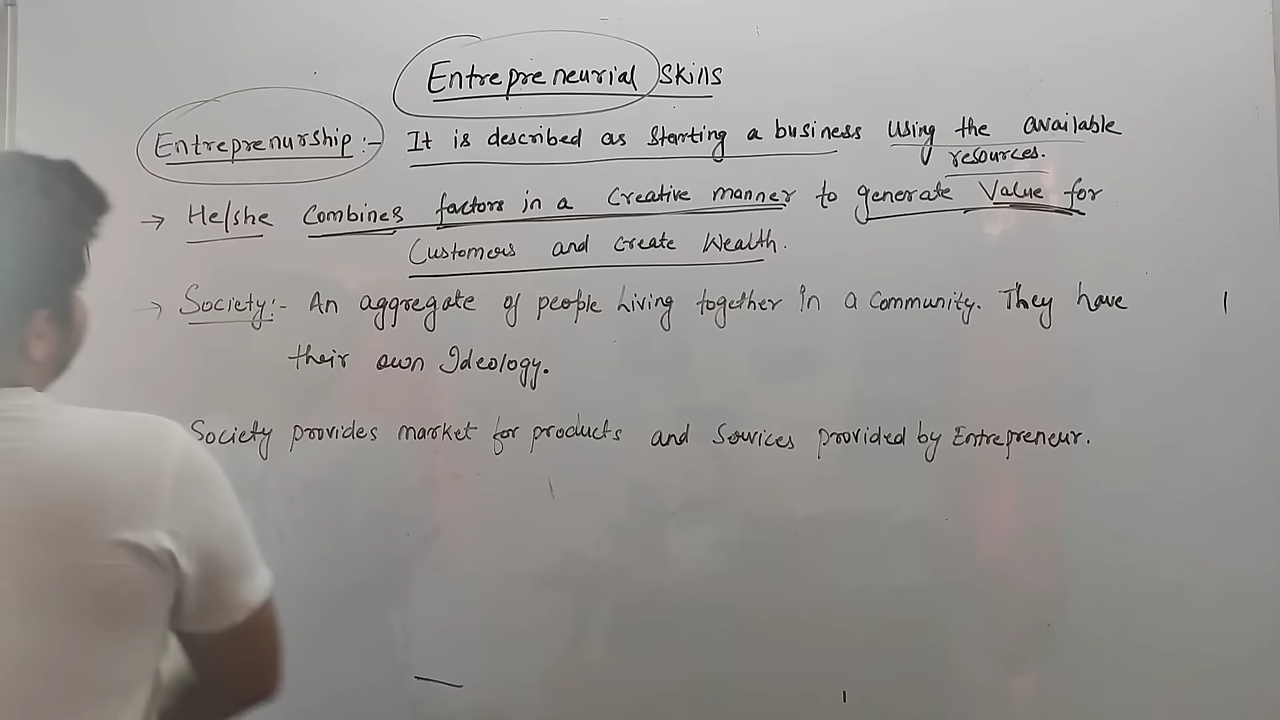 Entrepreneurial Skills
Entreprenurship:- It is described as Starting a business using the available
resources.
→ He/she Combines factors in a Creative manner to generate Value for
Customers and Create Wealth.
→ Society:- An aggregate of people Living together in a Community. They have
their own Ideology.
Society provides market for products and Services provided by Entrepreneur.